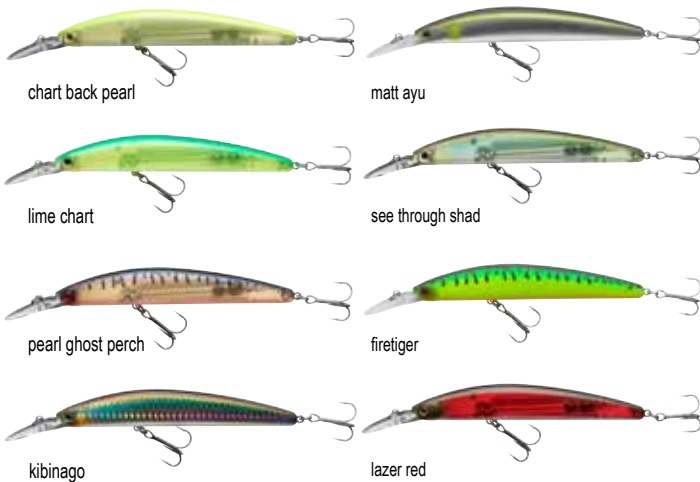 chart back pearl
matt ayu
lime chart
see through shad
pearl ghost perch
firetiger
kibinago
lazer red